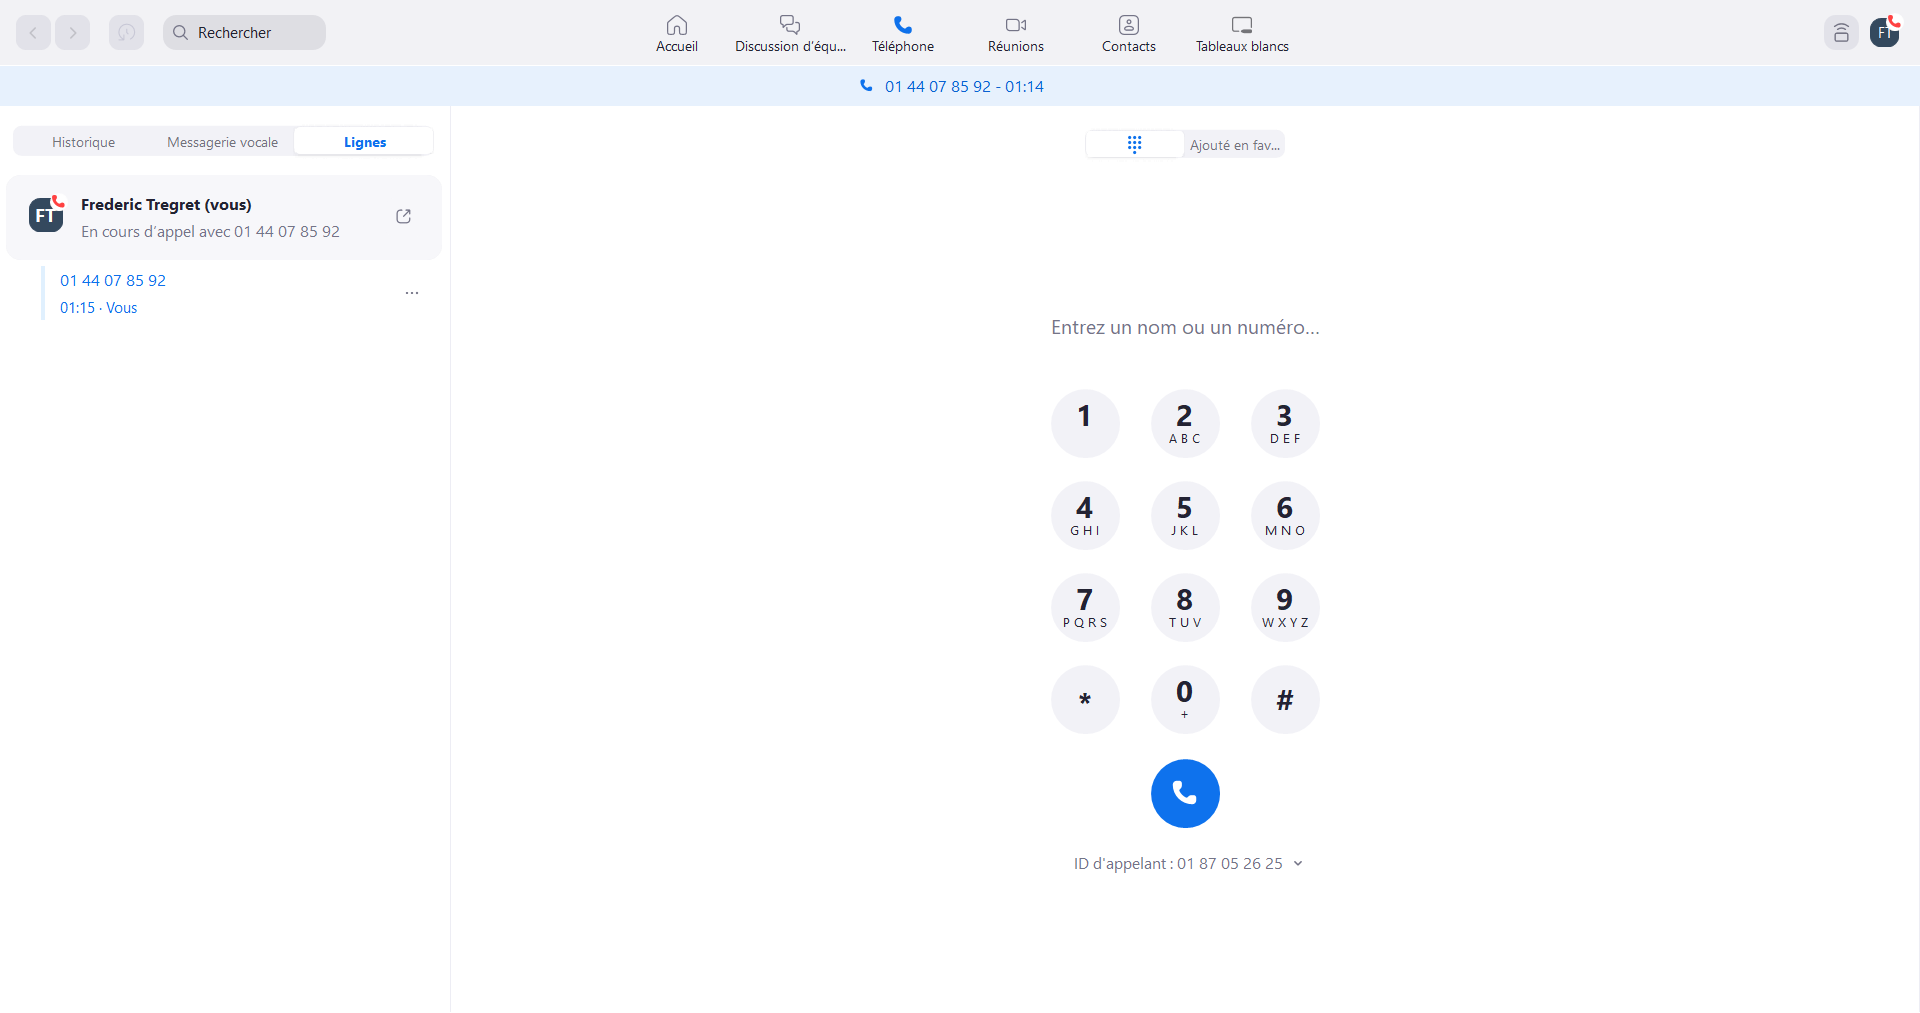 Rechercher
Accueil
Discussion d'équ...
Téléphone
Réunions
Contacts
Tableaux blancs
FT
01 44 07 85 92 - 01:14
Historique
Messagerie vocale
Lignes
Ajouté en fav...
FT
Frederic Tregret (vous)
En cours d'appel avec 01 44 07 85 92
01 44 07 85 92
01:15 · Vous
Entrez un nom ou un numéro...
1
2
ABC
3
DEF
4
GHI
5
JKL
6
MNO
7
PQRS
8
TUV
9
WXYZ
*
0
+
#
ID d'appelant : 01 87 05 26 25